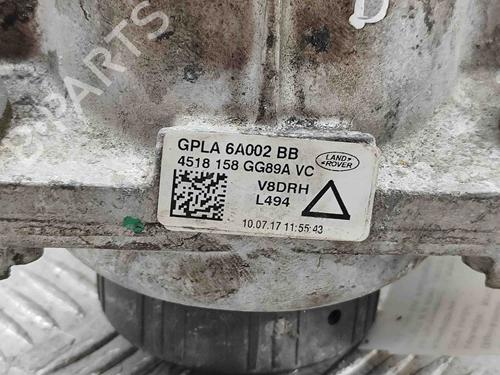 PARTS
D
GPLA 6A002 BB
4518 158 GG89A VC
LAND ROVER
V8DRH
L494
10.07.17 11:55:43